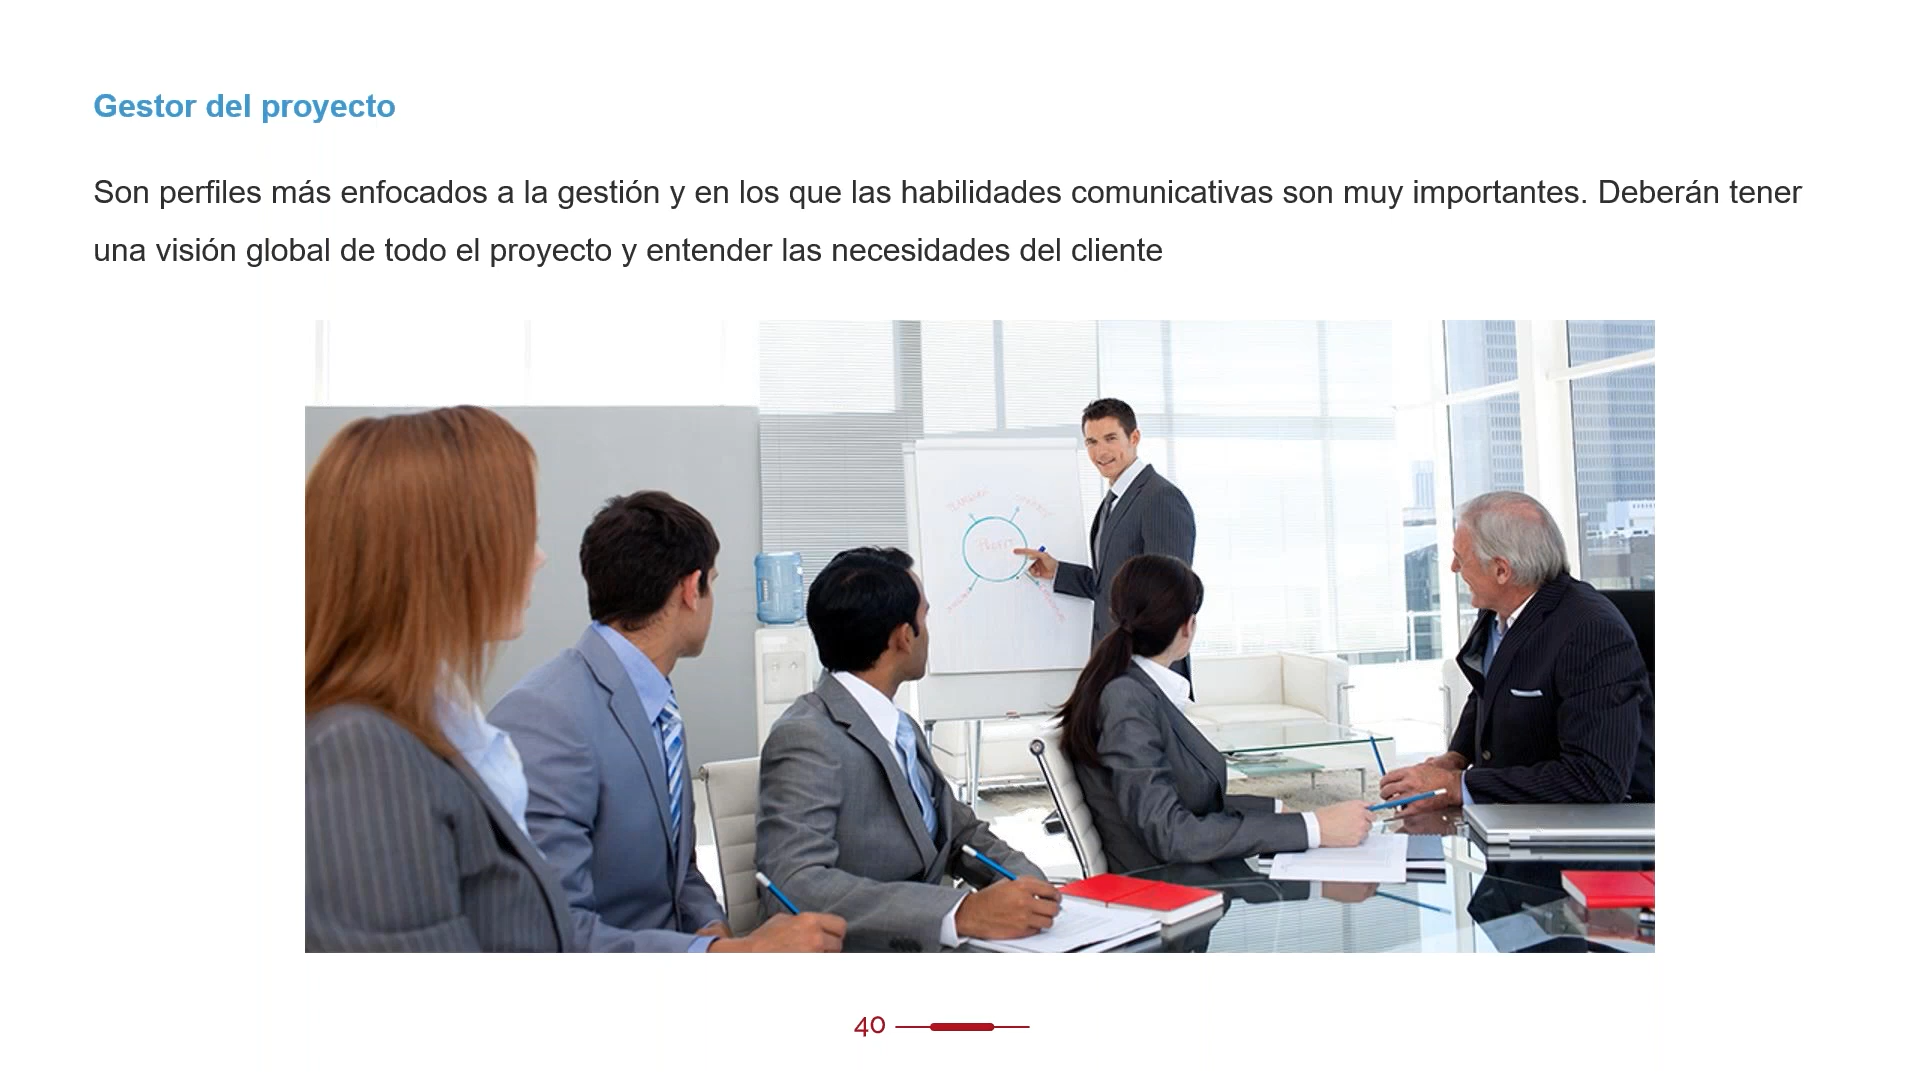 Gestor del proyecto
Son perfiles más enfocados a la gestión y en los que las habilidades comunicativas son muy importantes. Deberán tener
una visión global de todo el proyecto y entender las necesidades del cliente
PROFIT
40